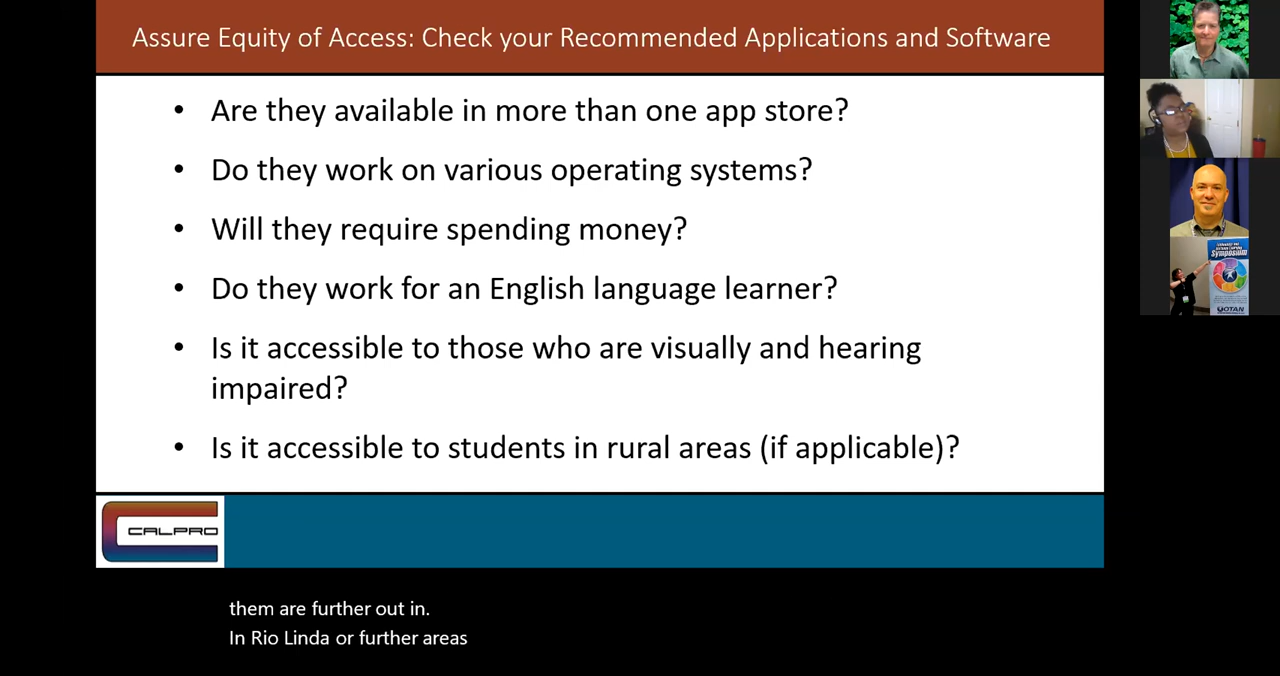 Assure Equity of Access: Check your Recommended Applications and Software
• Are they available in more than one app store?
• Do they work on various operating systems?
• Will they require spending money?
• Do they work for an English language learner?
• Is it accessible to those who are visually and hearing
impaired?
• Is it accessible to students in rural areas (if applicable)?
CALPRO
them are further out in.
In Rio Linda or further areas
Symposium
OTAN